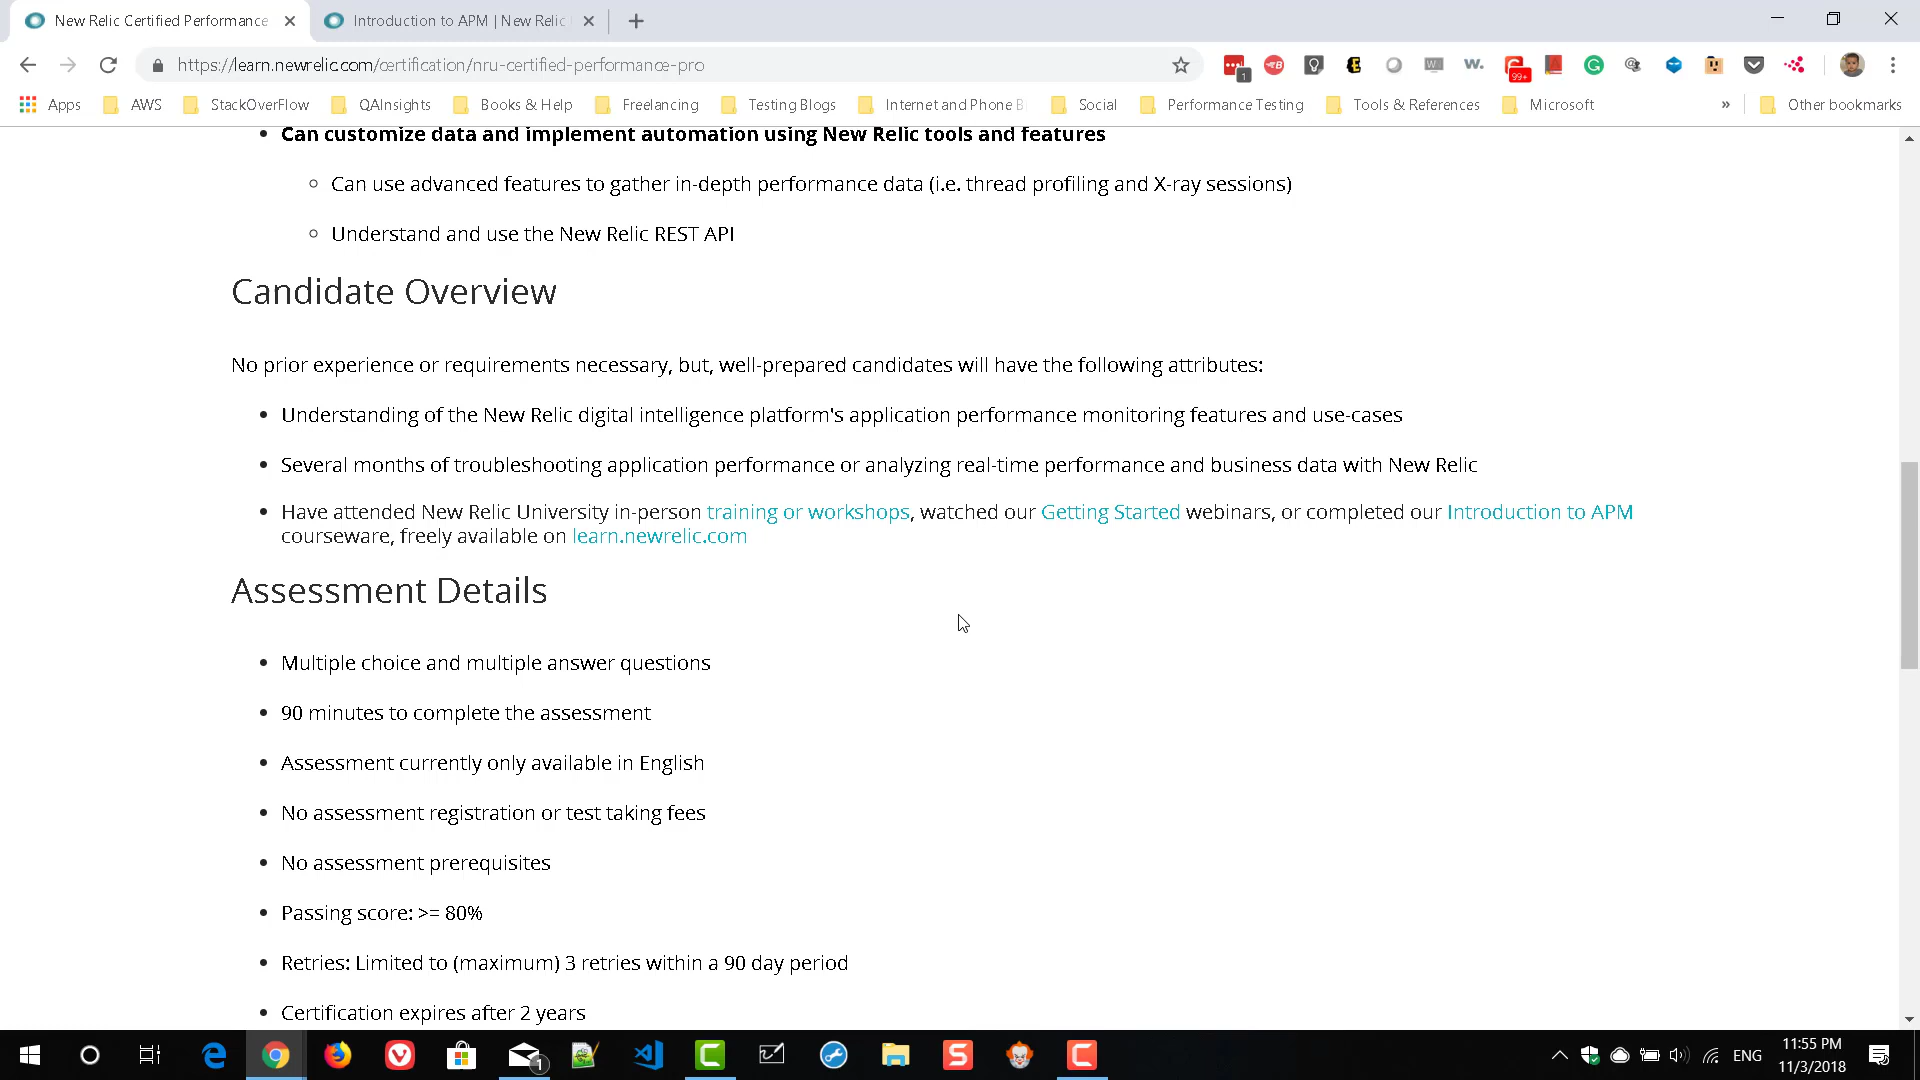 New Relic Certified Performance
Introduction to APM | New Relic
https://learn.newrelic.com/certification/nru-certified-performance-pro
1
99+
Apps
AWS
StackOverFlow
QAInsights
Books & Help
Freelancing
Testing Blogs
Internet and Phone B
Social
Performance Testing
Tools & References
Microsoft
»
Other bookmarks
Can customize data and implement automation using New Relic tools and features
Can use advanced features to gather in-depth performance data (i.e. thread profiling and X-ray sessions)
Understand and use the New Relic REST API
Candidate Overview
No prior experience or requirements necessary, but, well-prepared candidates will have the following attributes:
Understanding of the New Relic digital intelligence platform's application performance monitoring features and use-cases
Several months of troubleshooting application performance or analyzing real-time performance and business data with New Relic
Have attended New Relic University in-person training or workshops, watched our Getting Started webinars, or completed our Introduction to APM
courseware, freely available on learn.newrelic.com
Assessment Details
Multiple choice and multiple answer questions
90 minutes to complete the assessment
Assessment currently only available in English
No assessment registration or test taking fees
No assessment prerequisites
Passing score: >= 80%
Retries: Limited to (maximum) 3 retries within a 90 day period
Certification expires after 2 years
1
ENG
11:55 PM
11/3/2018